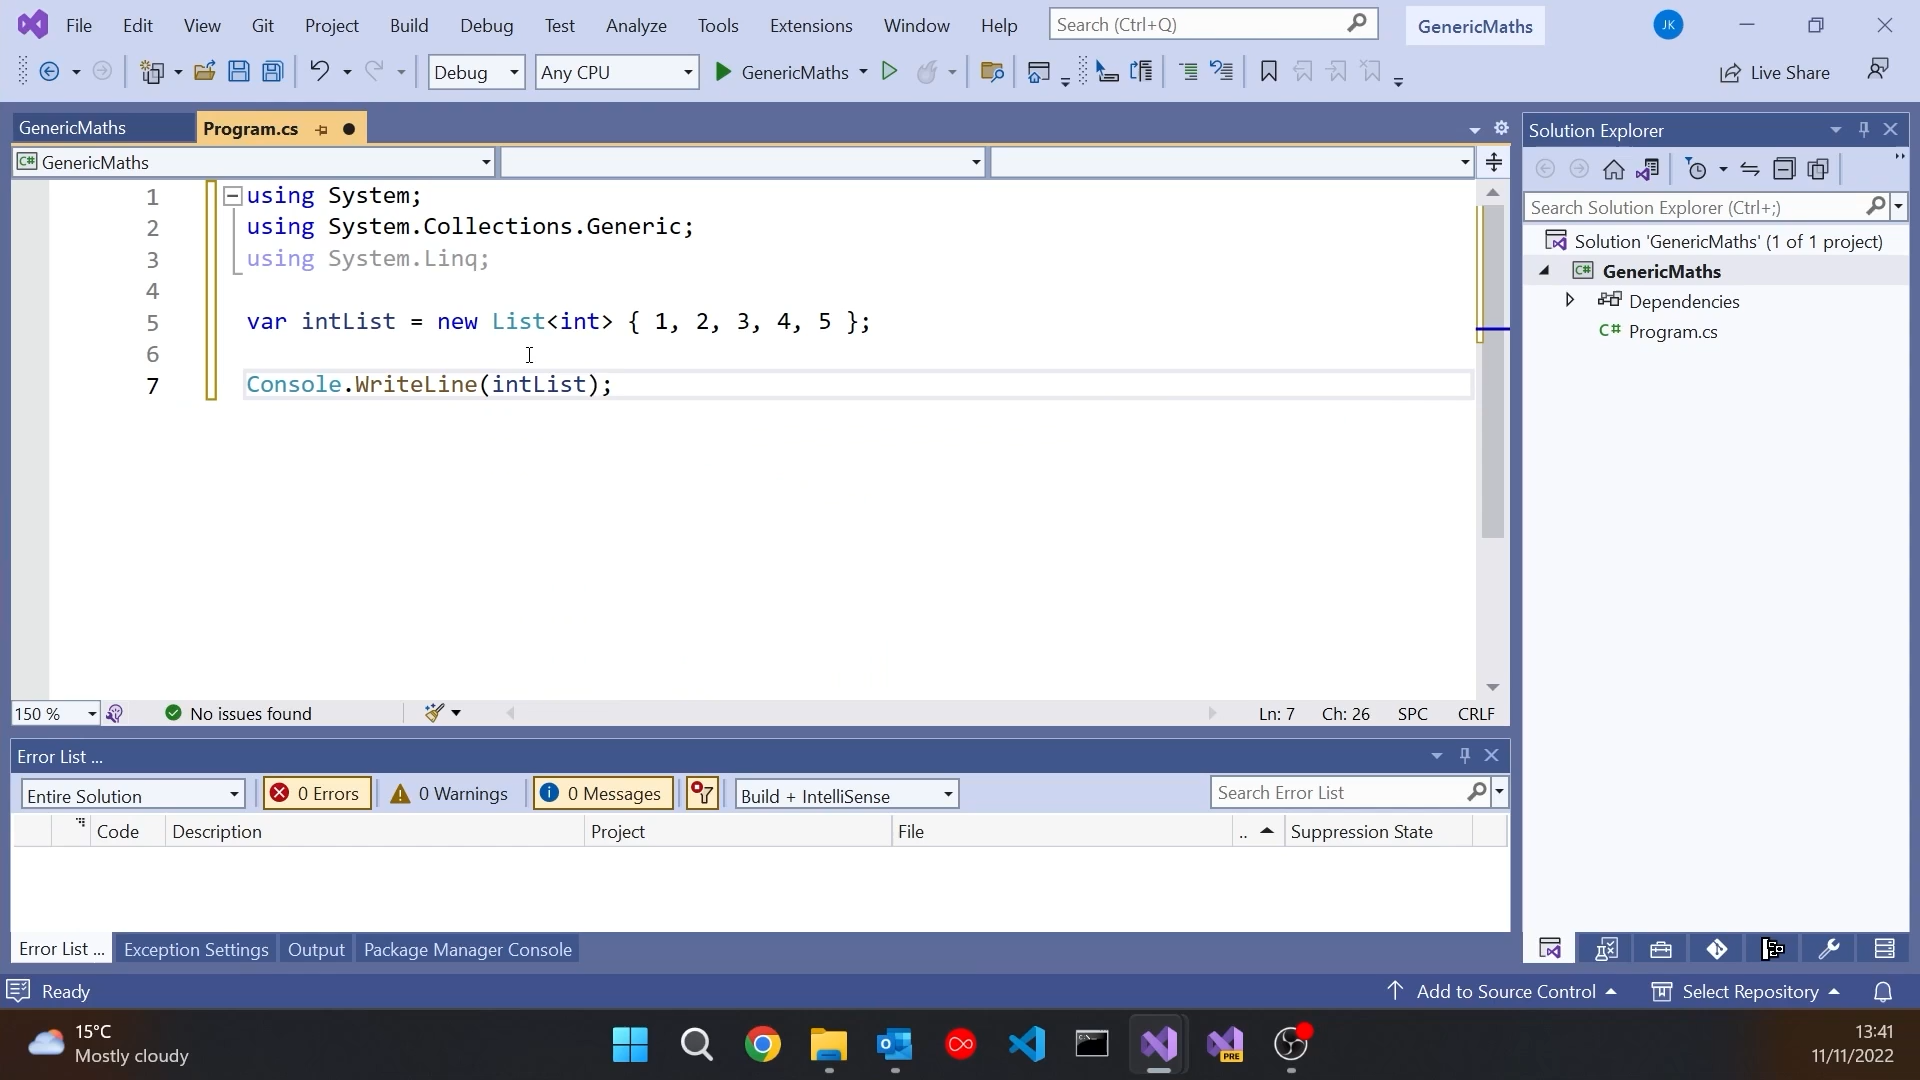 File Edit View Git Project Build Debug Test Analyze Tools Extensions Window Help Search (Ctrl+Q) GenericMaths JK
Debug Any CPU GenericMaths Live Share
GenericMaths Program.cs
C# GenericMaths
1 using System;
2 using System.Collections.Generic;
3 using System.Linq;
4
5 var intList = new List<int> { 1, 2, 3, 4, 5 };
6
7 Console.WriteLine(intList);
150 % No issues found Ln: 7 Ch: 26 SPC CRLF
Error List ...
Entire Solution 0 Errors 0 Warnings 0 Messages Build + IntelliSense Search Error List
Code Description Project File .. Suppression State
Error List ... Exception Settings Output Package Manager Console
Solution Explorer
Search Solution Explorer (Ctrl+;)
Solution 'GenericMaths' (1 of 1 project)
C# GenericMaths
Dependencies
C# Program.cs
Ready Add to Source Control Select Repository
15°C
Mostly cloudy
PRE
13:41
11/11/2022